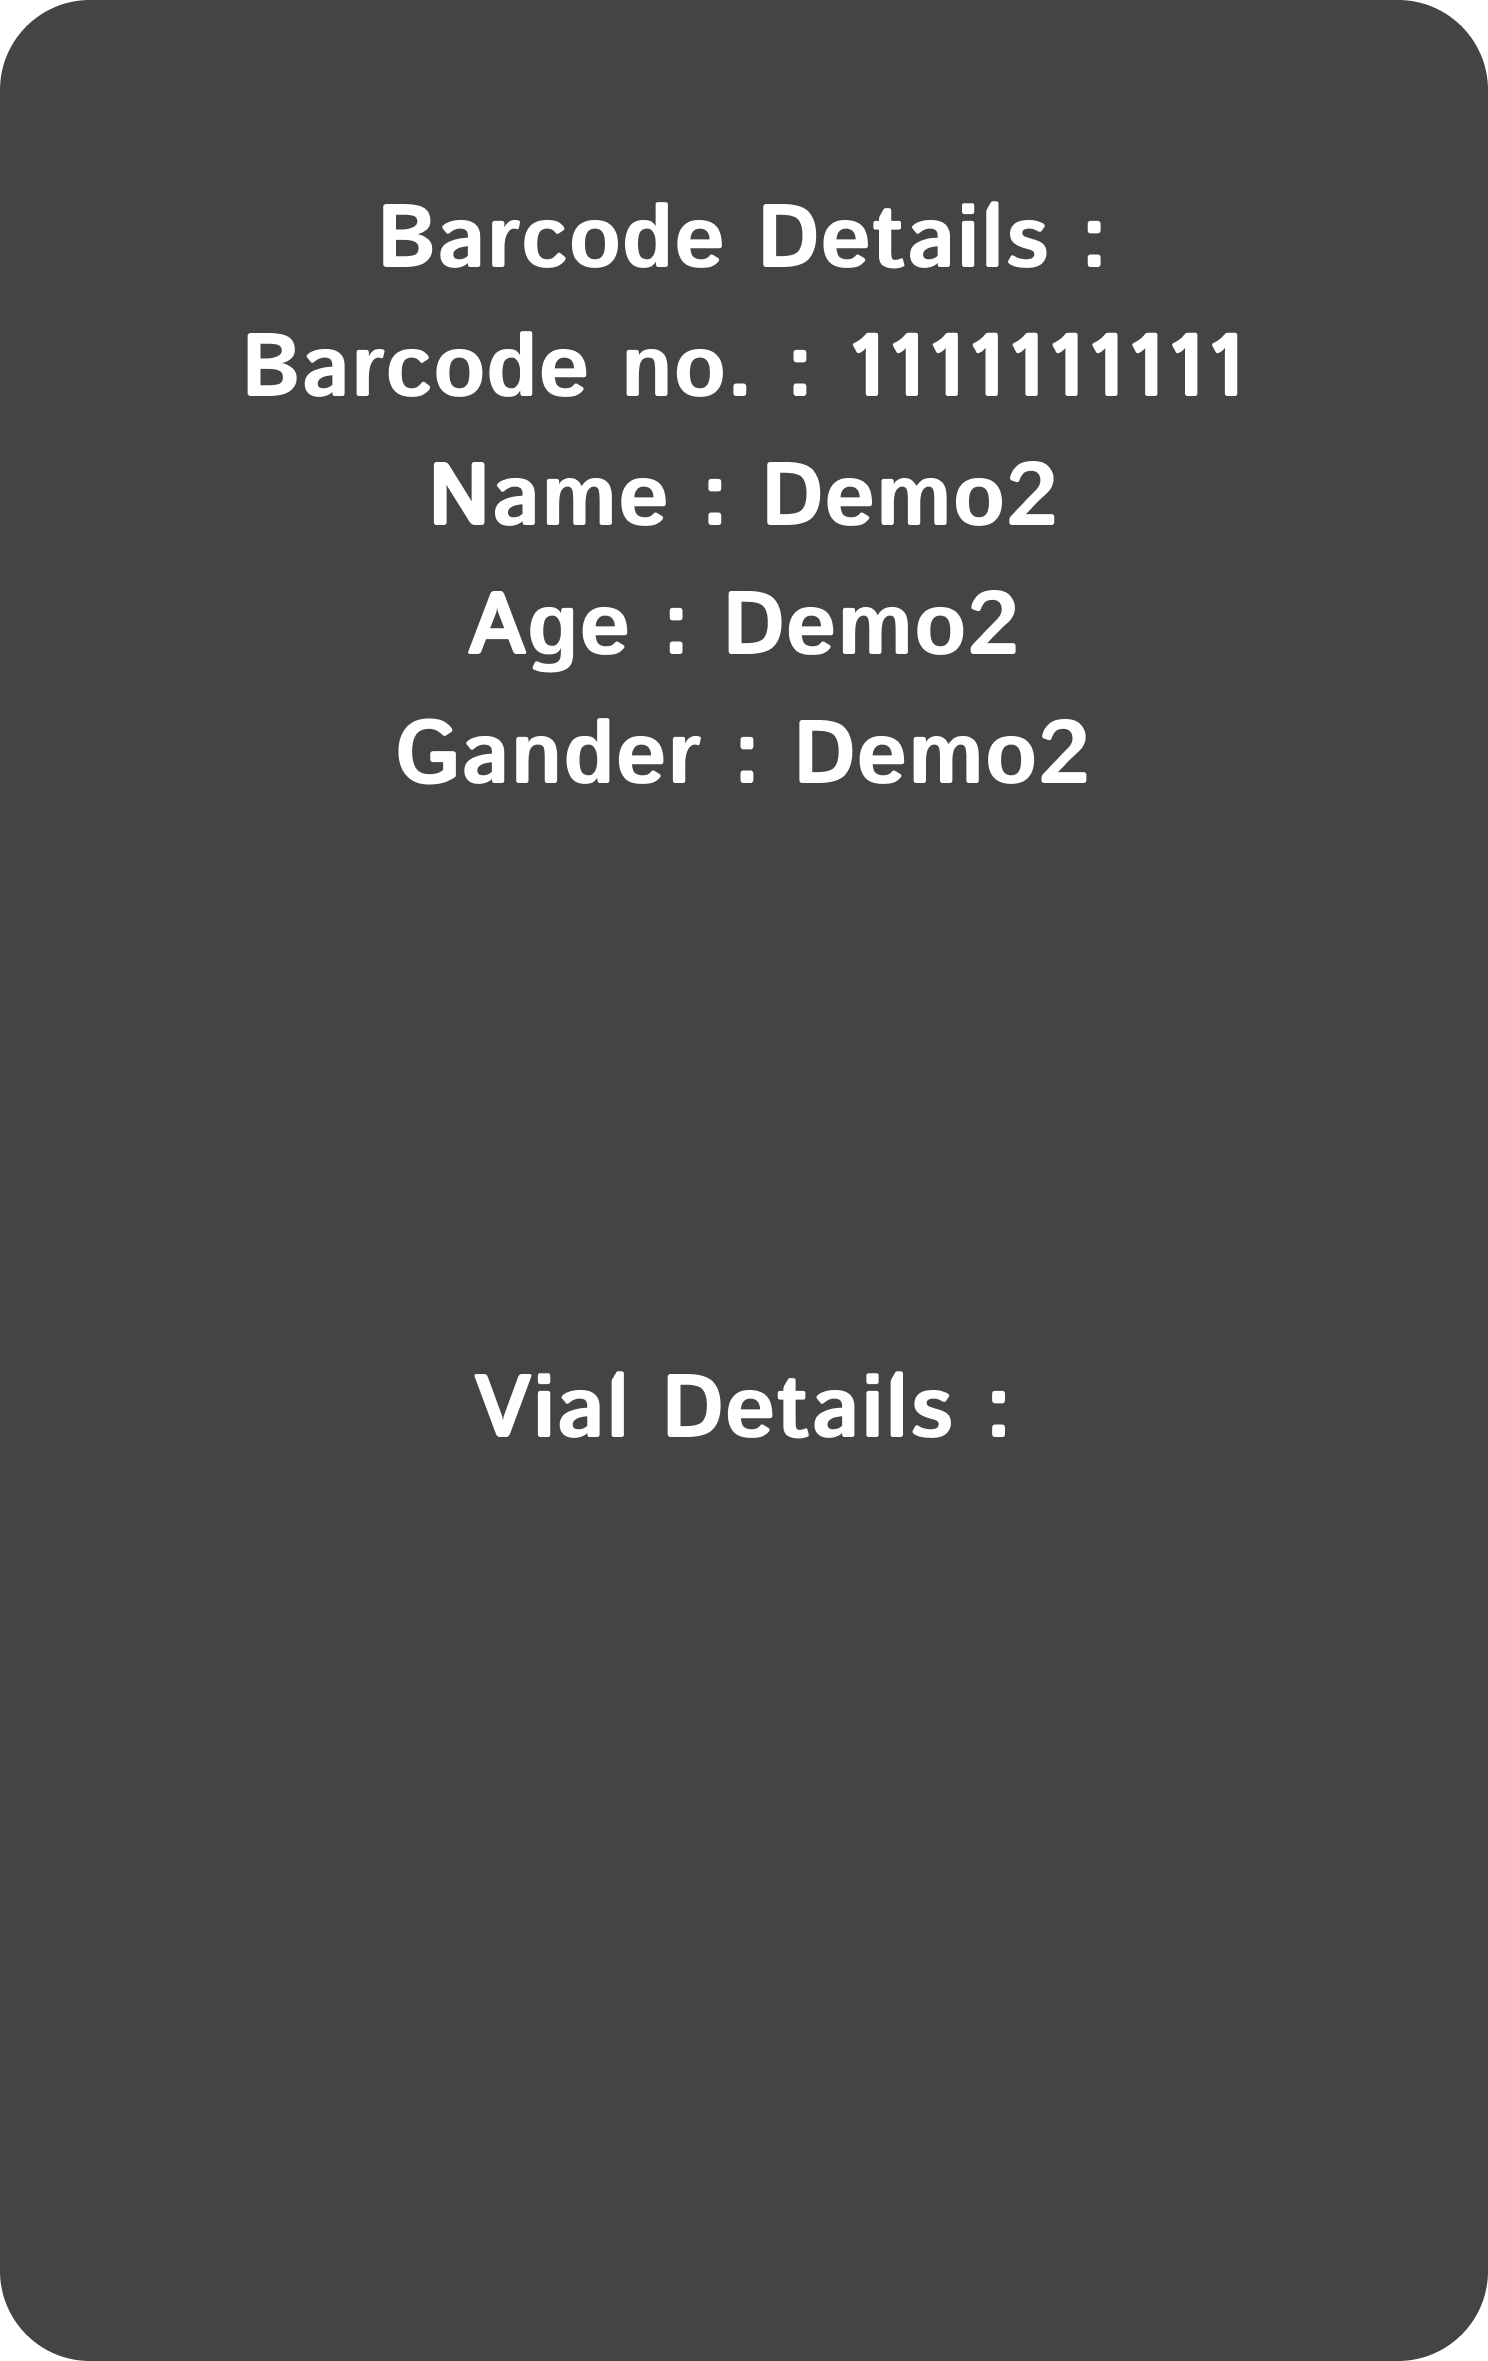 Barcode Details :
Barcode no. : 1111111111
Name : Demo2
Age : Demo2
Gander : Demo2
Vial Details :